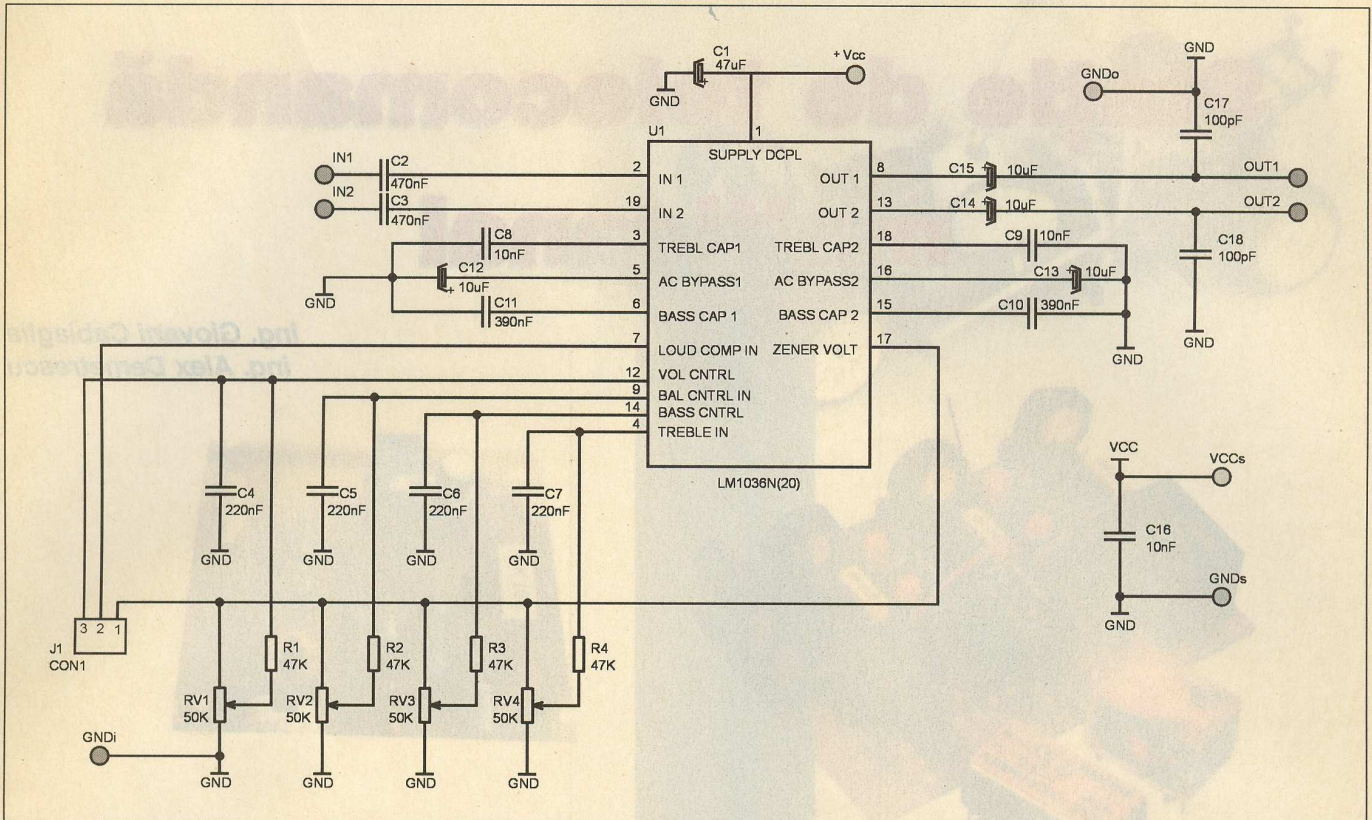 C1
47uF
+ Vcc
GND
GND
GNDo
C17
100pF
U1
1
SUPPLY DCPL
IN1
C2
470nF
2
IN 1
OUT 1
8
C15
+
10uF
OUT1
IN2
C3
470nF
19
IN 2
OUT 2
13
C14
+
10µF
OUT2
C8
10nF
3
TREBL CAP1
TREBL CAP2
18
C9
10nF
C18
100pF
C12
+
10uF
5
AC BYPASS1
AC BYPASS2
16
C13
+
10uF
GND
C11
390nF
6
BASS CAP 1
BASS CAP 2
15
C10
390nF
GND
GND
7
LOUD COMP IN
ZENER VOLT
17
12
VOL CNTRL
9
BAL CNTRL IN
14
BASS CNTRL
4
TREBLE IN
LM1036N(20)
C4
220nF
C5
220nF
C6
220nF
C7
220nF
GND
GND
GND
GND
VCC
VCCs
C16
10nF
GNDs
GND
J1
CON1
3 2 1
R1
47K
R2
47K
R3
47K
R4
47K
RV1
50K
RV2
50K
RV3
50K
RV4
50K
GNDi
GND
GND
GND
GND
ing. Gioveni Cabiaglia
ing. Alex Demetrescu